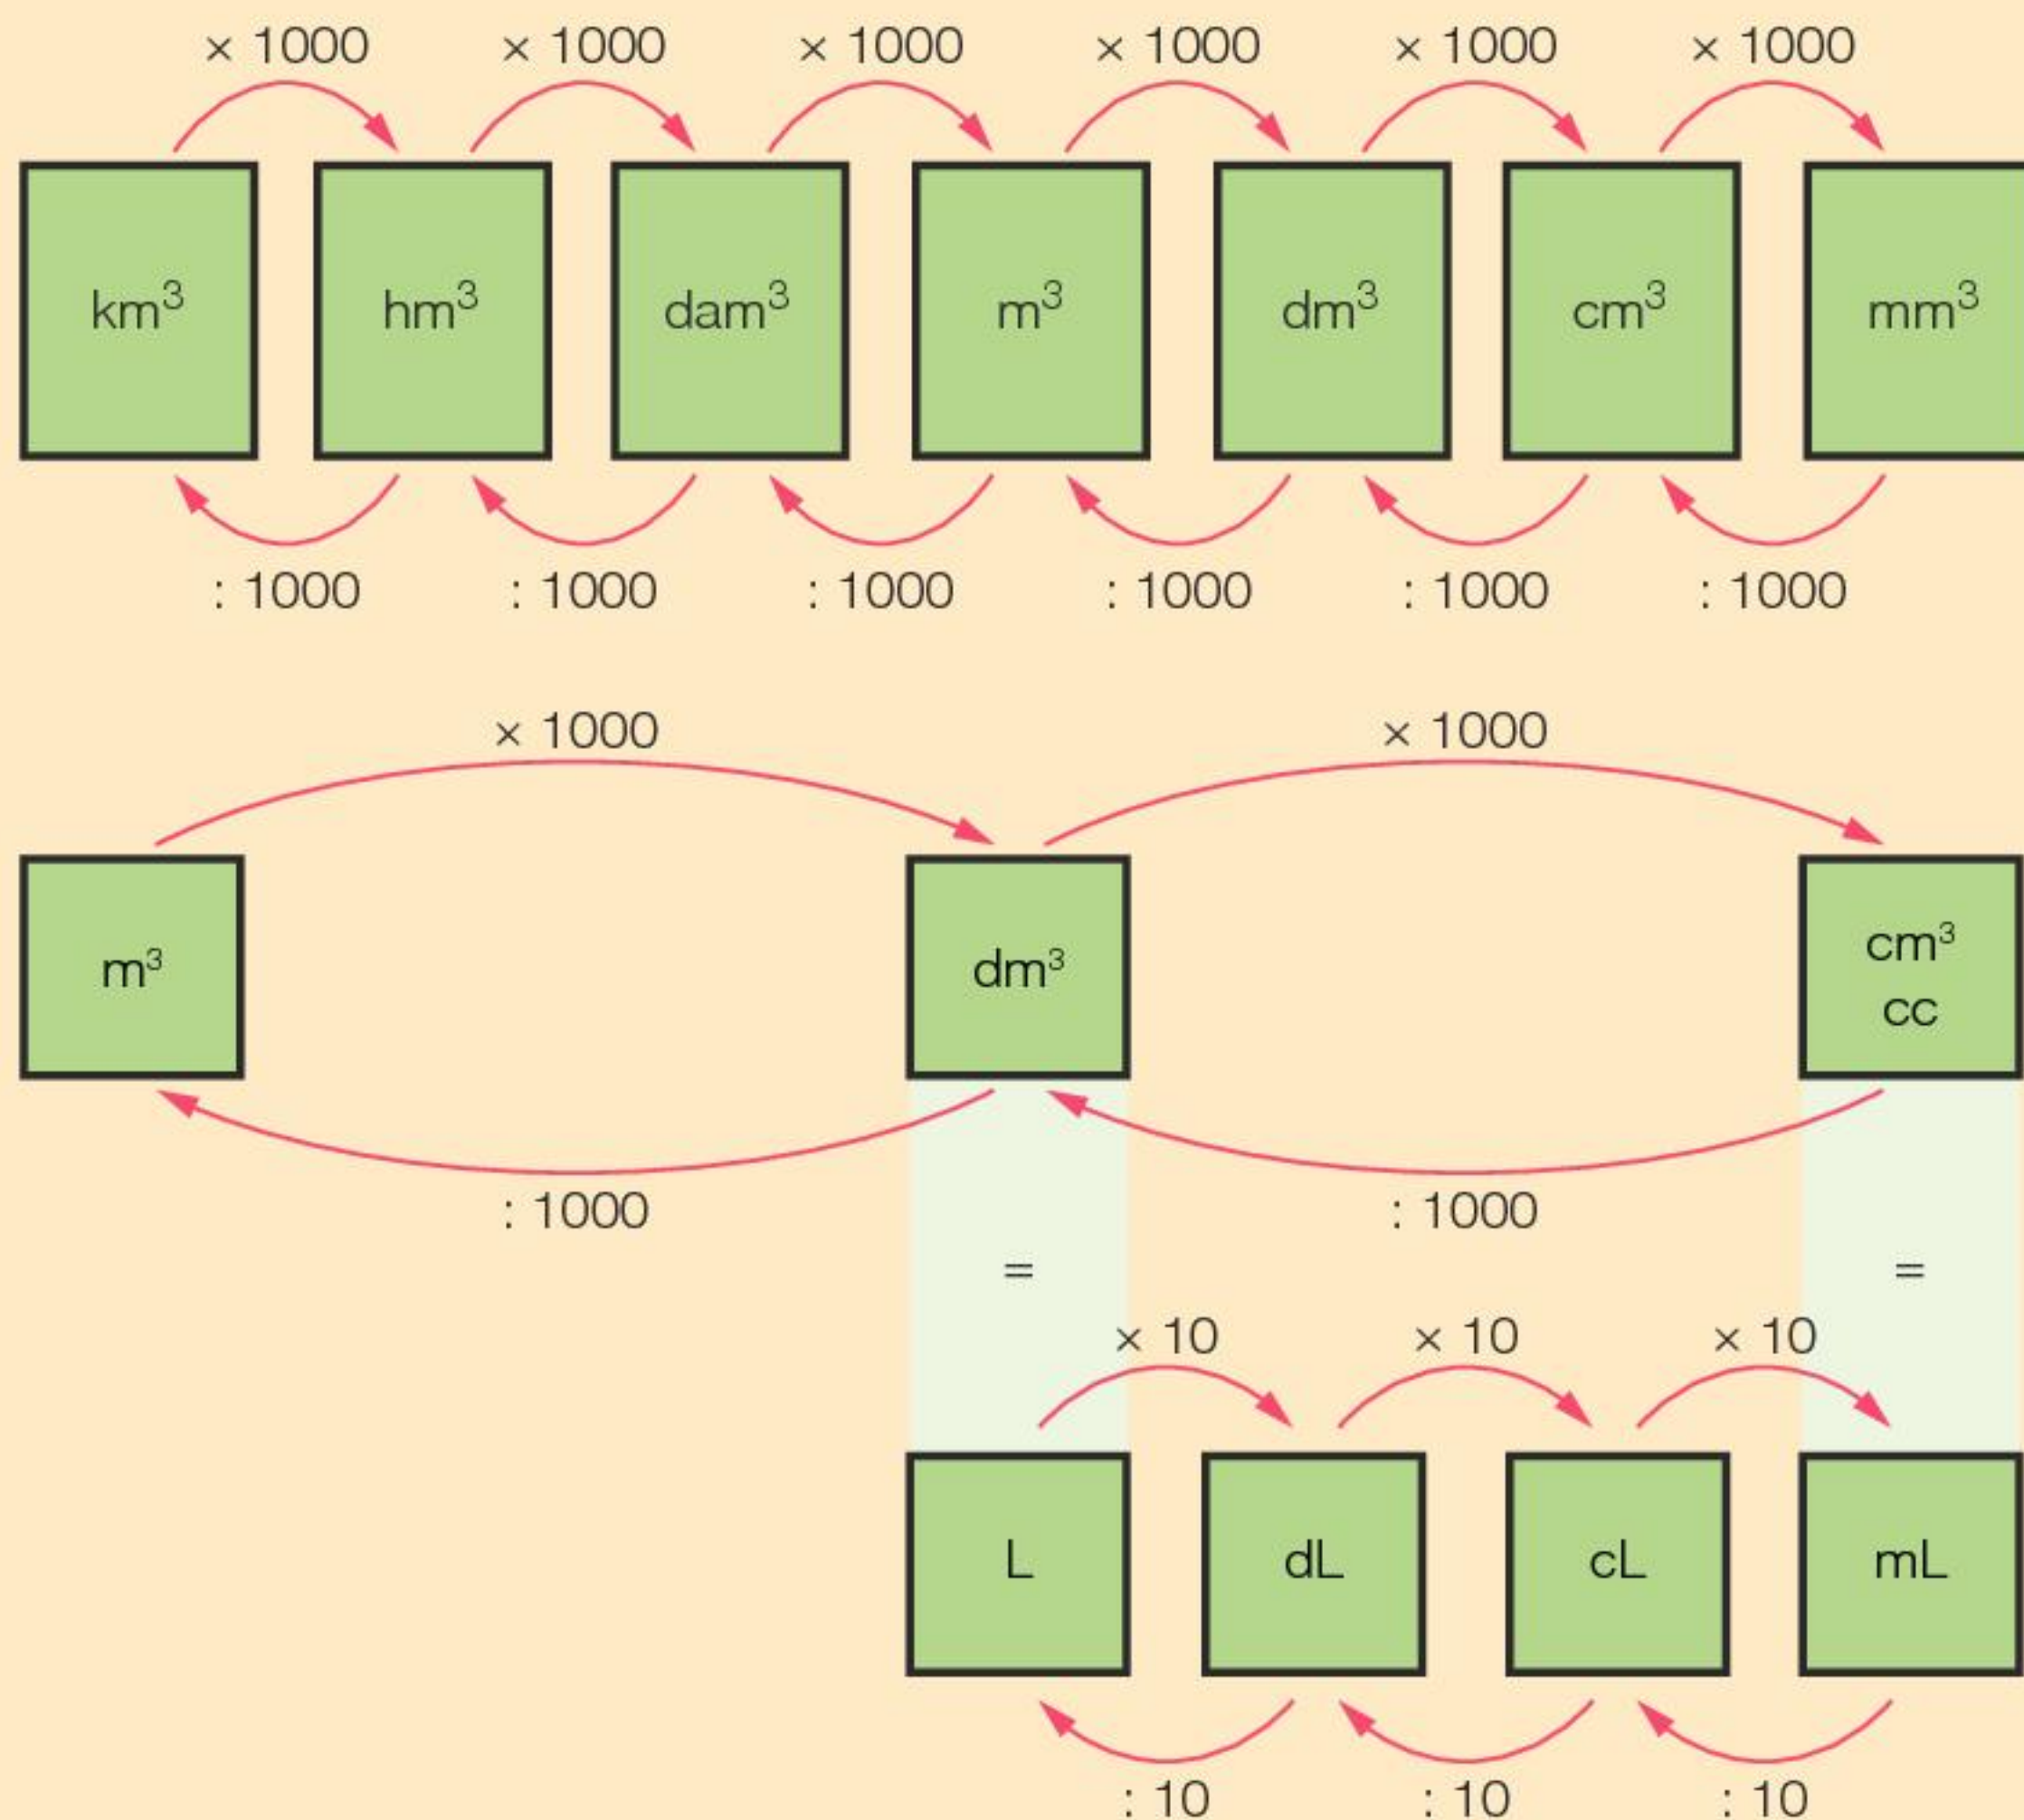 × 1000 × 1000 × 1000 × 1000 × 1000 × 1000
km³ hm³ dam³ m³ dm³ cm³ mm³
: 1000 : 1000 : 1000 : 1000 : 1000 : 1000
× 1000 × 1000
m³ dm³ cm³
cc
: 1000 : 1000
= =
× 10 × 10 × 10
L dL cL mL
: 10 : 10 : 10